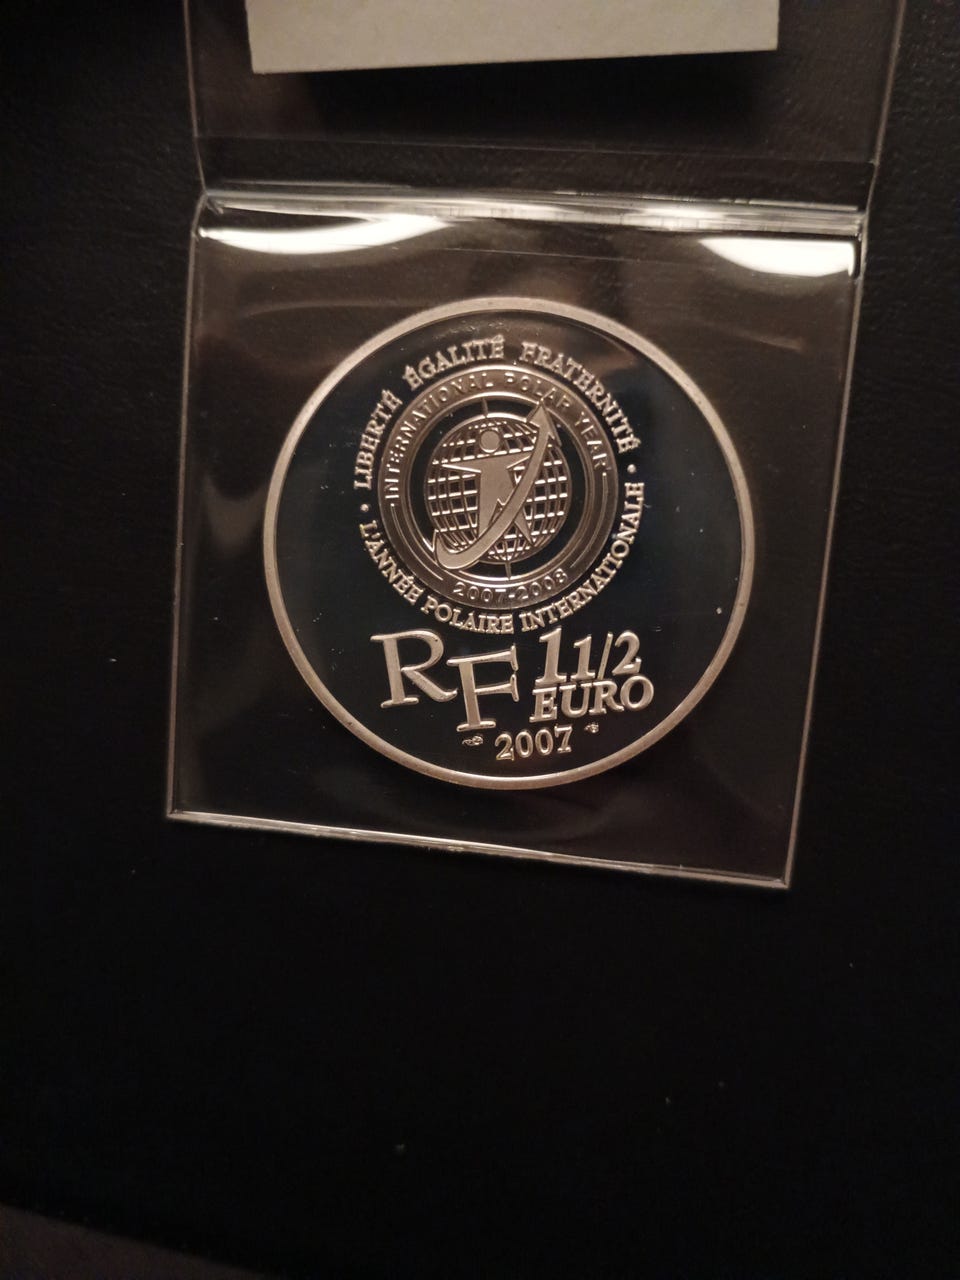 LIBERTÉ ÉGALITÉ FRATERNITÉ
INTERNATIONAL POLAR YEAR
2007-2008
• L'ANNÉE POLAIRE INTERNATIONALE •
RF
1 1/2
EURO
2007